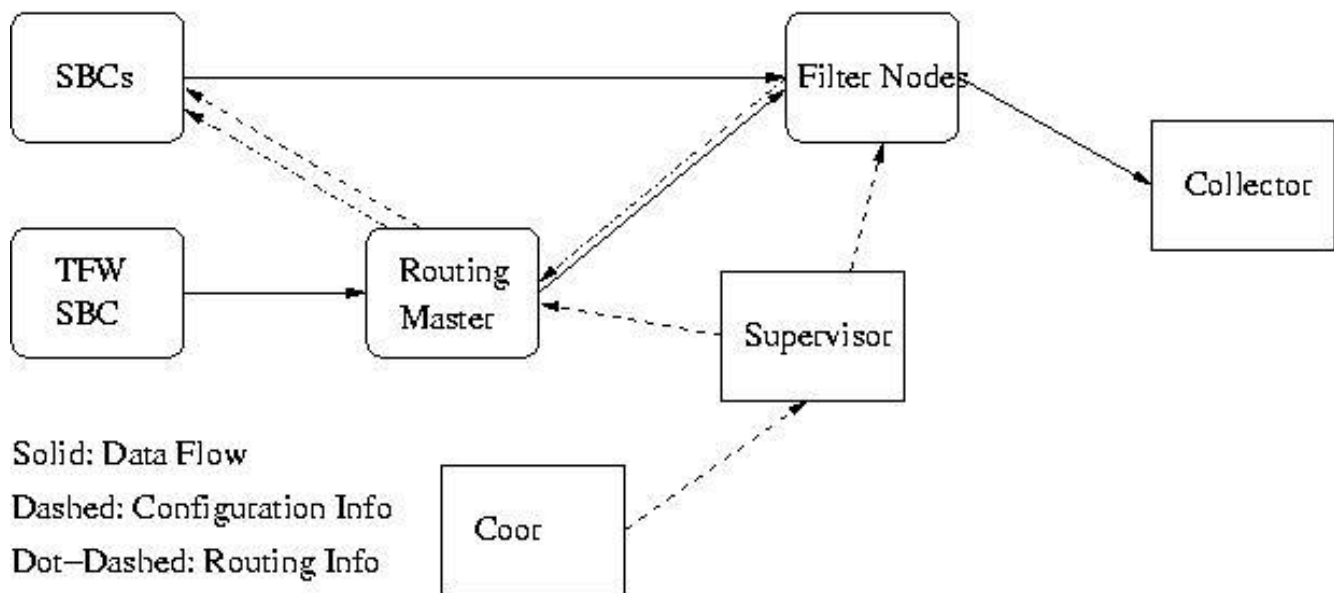 SBCs
Filter Nodes
Collector
TFW
SBC
Routing
Master
Supervisor
Solid: Data Flow
Dashed: Configuration Info
Dot-Dashed: Routing Info
Coor